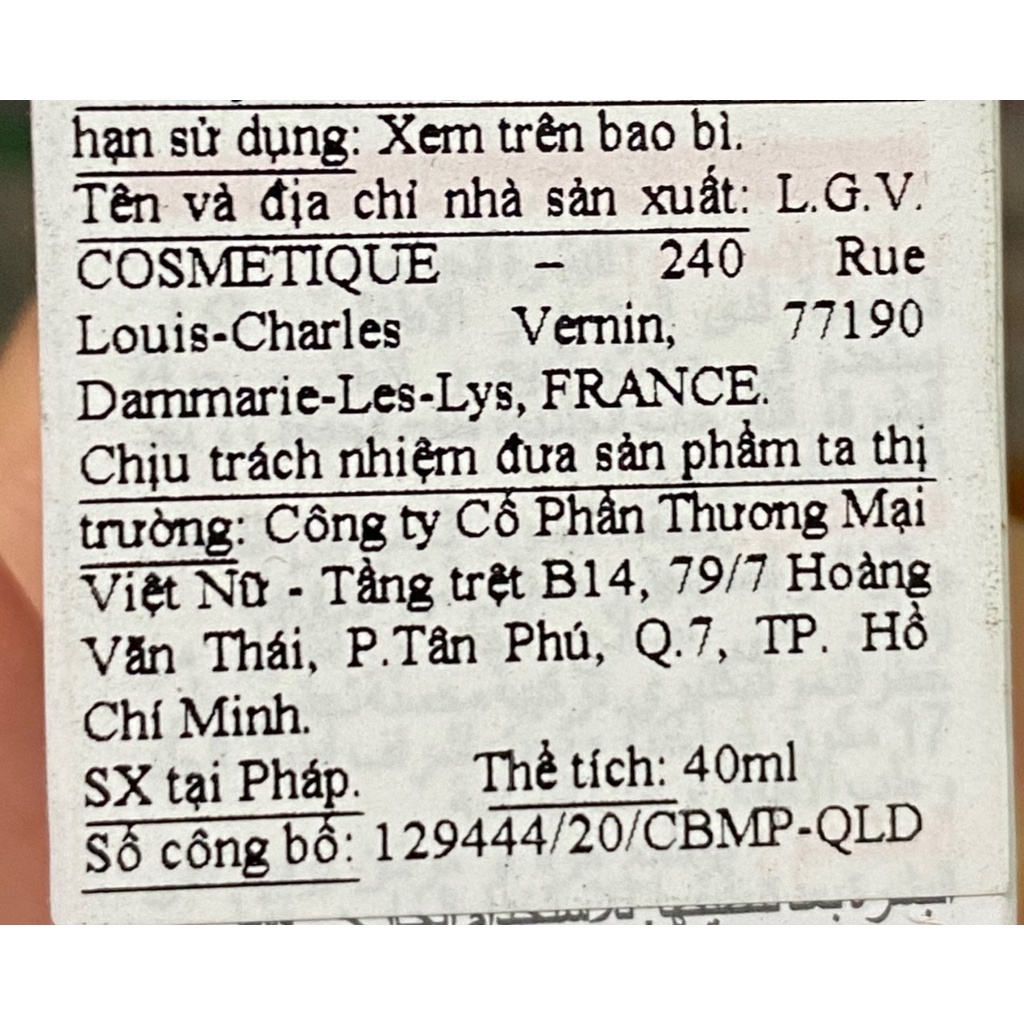 hạn sử dụng: Xem trên bao bì.
Tên và địa chỉ nhà sản xuất: L.G.V.
COSMETIQUE – 240 Rue
Louis-Charles Vernin, 77190
Dammarie-Les-Lys, FRANCE.
Chịu trách nhiệm đưa sản phẩm ta thị
trường: Công ty Cổ Phần Thương Mại
Việt Nữ - Tầng trệt B14, 79/7 Hoàng
Văn Thái, P.Tân Phú, Q.7, TP. Hồ
Chí Minh.
SX tại Pháp. Thể tích: 40ml
Số công bố: 129444/20/CBMP-QLD